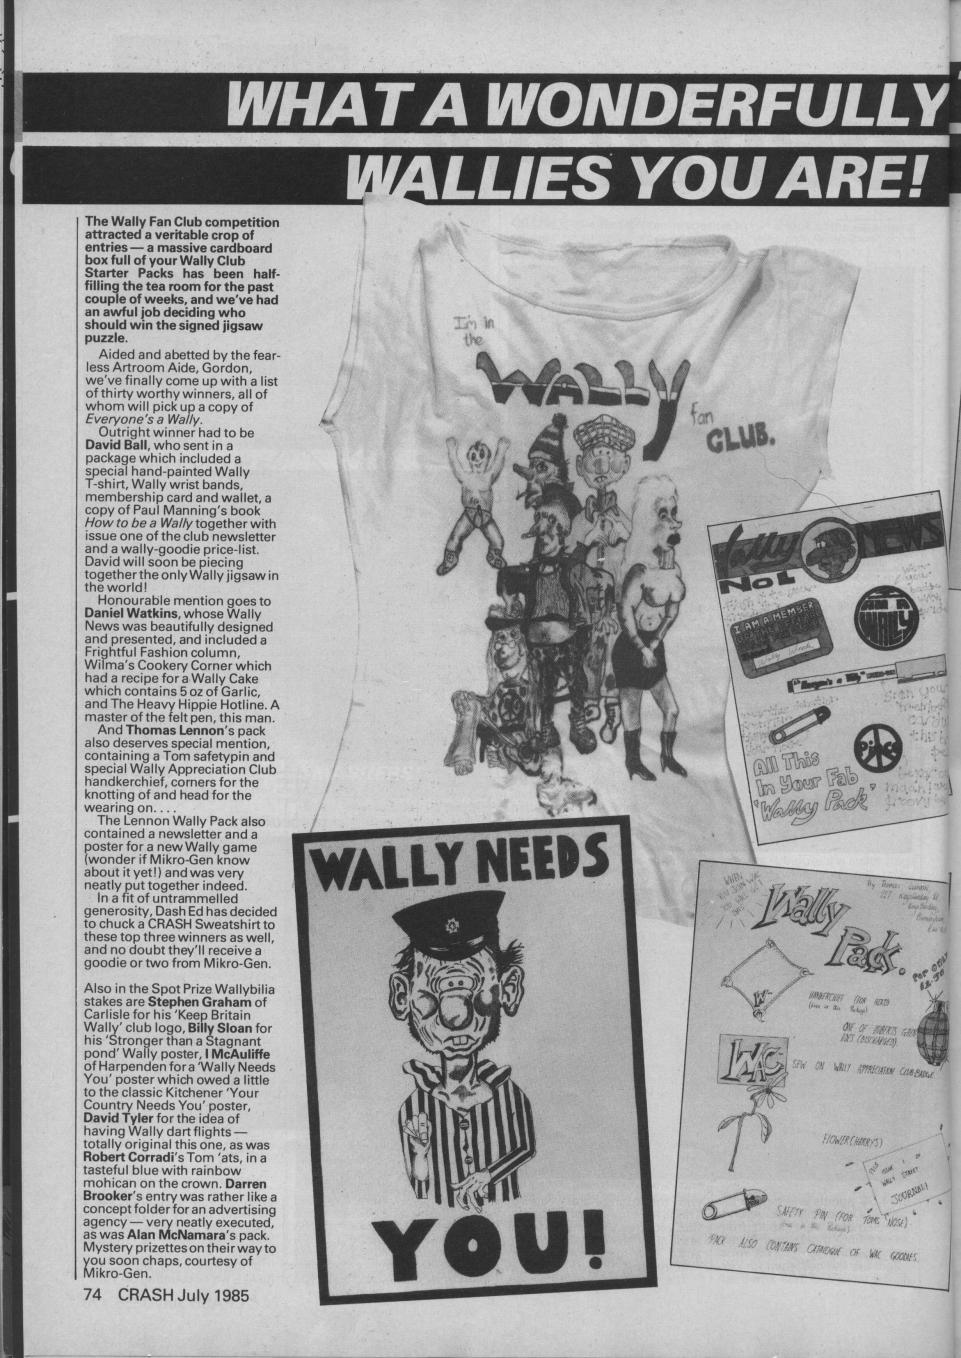 WHAT A WONDERFULLY
WALLIES YOU ARE!
The Wally Fan Club competition
attracted a veritable crop of
entries — a massive cardboard
box full of your Wally Club
Starter Packs has been half-
filling the tea room for the past
couple of weeks, and we've had
an awful job deciding who
should win the signed jigsaw
puzzle.
Aided and abetted by the fear-
less Artroom Aide, Gordon,
we've finally come up with a list
of thirty worthy winners, all of
whom will pick up a copy of
Everyone's a Wally.
Outright winner had to be
David Ball, who sent in a
package which included a
special hand-painted Wally
T-shirt, Wally wrist bands,
membership card and wallet, a
copy of Paul Manning's book
How to be a Wally together with
issue one of the club newsletter
and a wally-goodie price-list.
David will soon be piecing
together the only Wally jigsaw in
the world!
Honourable mention goes to
Daniel Watkins, whose Wally
News was beautifully designed
and presented, and included a
Frightful Fashion column,
Wilma's Cookery Corner which
had a recipe for a Wally Cake
which contains 5 oz of Garlic,
and The Heavy Hippie Hotline. A
master of the felt pen, this man.
And Thomas Lennon's pack
also deserves special mention,
containing a Tom safetypin and
special Wally Appreciation Club
handkerchief, corners for the
knotting of and head for the
wearing on. . . .
The Lennon Wally Pack also
contained a newsletter and a
poster for a new Wally game
(wonder if Mikro-Gen know
about it yet!) and was very
neatly put together indeed.
In a fit of untrammelled
generosity, Dash Ed has decided
to chuck a CRASH Sweatshirt to
these top three winners as well,
and no doubt they'll receive a
goodie or two from Mikro-Gen.
Also in the Spot Prize Wallybilia
stakes are Stephen Graham of
Carlisle for his 'Keep Britain
Wally' club logo, Billy Sloan for
his 'Stronger than a Stagnant
pond' Wally poster, I McAuliffe
of Harpenden for a 'Wally Needs
You' poster which owed a little
to the classic Kitchener 'Your
Country Needs You' poster,
David Tyler for the idea of
having Wally dart flights —
totally original this one, as was
Robert Corradi's Tom 'ats, in a
tasteful blue with rainbow
mohican on the crown. Darren
Brooker's entry was rather like a
concept folder for an advertising
agency — very neatly executed,
as was Alan McNamara's pack.
Mystery prizettes on their way to
you soon chaps, courtesy of
Mikro-Gen.
74 CRASH July 1985
I'm in
the
WALLY
fan
CLUB.
Wally NEWS
No 1
I AM A MEMBER
WALLY
PiNCS
All This
In Your Fab
"Wally Pack"
WALLY NEEDS
YOU!
Wally
Pack.
By Thomas Lennon
HANDKERCHIEF (FOR HEAD)
W
ONE OF ROBERTS
WAC
SEW ON WALLY APPRECIATION CLUB BADGE
FLOWER (HARRYS)
WALLY STREET
JOURNAL!
SAFETY PIN (FOR TOMS NOSE)
PACK ALSO CONTAINS CATALOGUE OF WAC GOODIES.